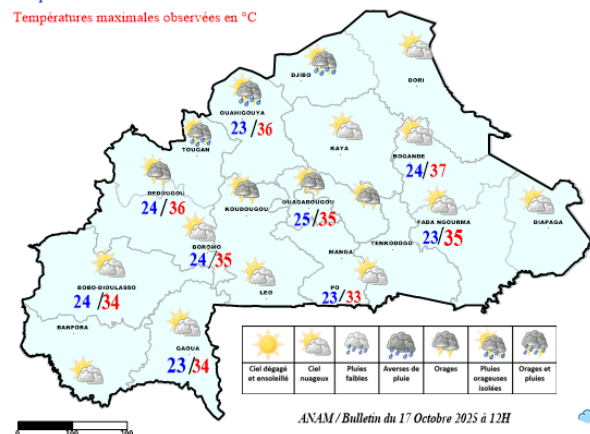 Températures maximales observées en °C
DJIBO
DORI
OUAHIGOUYA
23/36
TOUGAN
KAYA
BOGANDE
24/37
DEDOUGOU
24/36
KOUDOUGOU
OUAGADOUGOU
25/35
FADA NGOURMA
23/35
DIAPAGA
BOROMO
24/35
MANGA
TENKODOGO
BOBO-DIOULASSO
24/34
LEO
PO
23/33
BANFORA
GAOUA
23/34
Ciel dégagé et ensoleillé
Ciel nuageux
Pluies faibles
Averses de pluie
Orages
Pluies orageuses isolées
Orages et pluies
ANAM / Bulletin du 17 Octobre 2025 à 12H